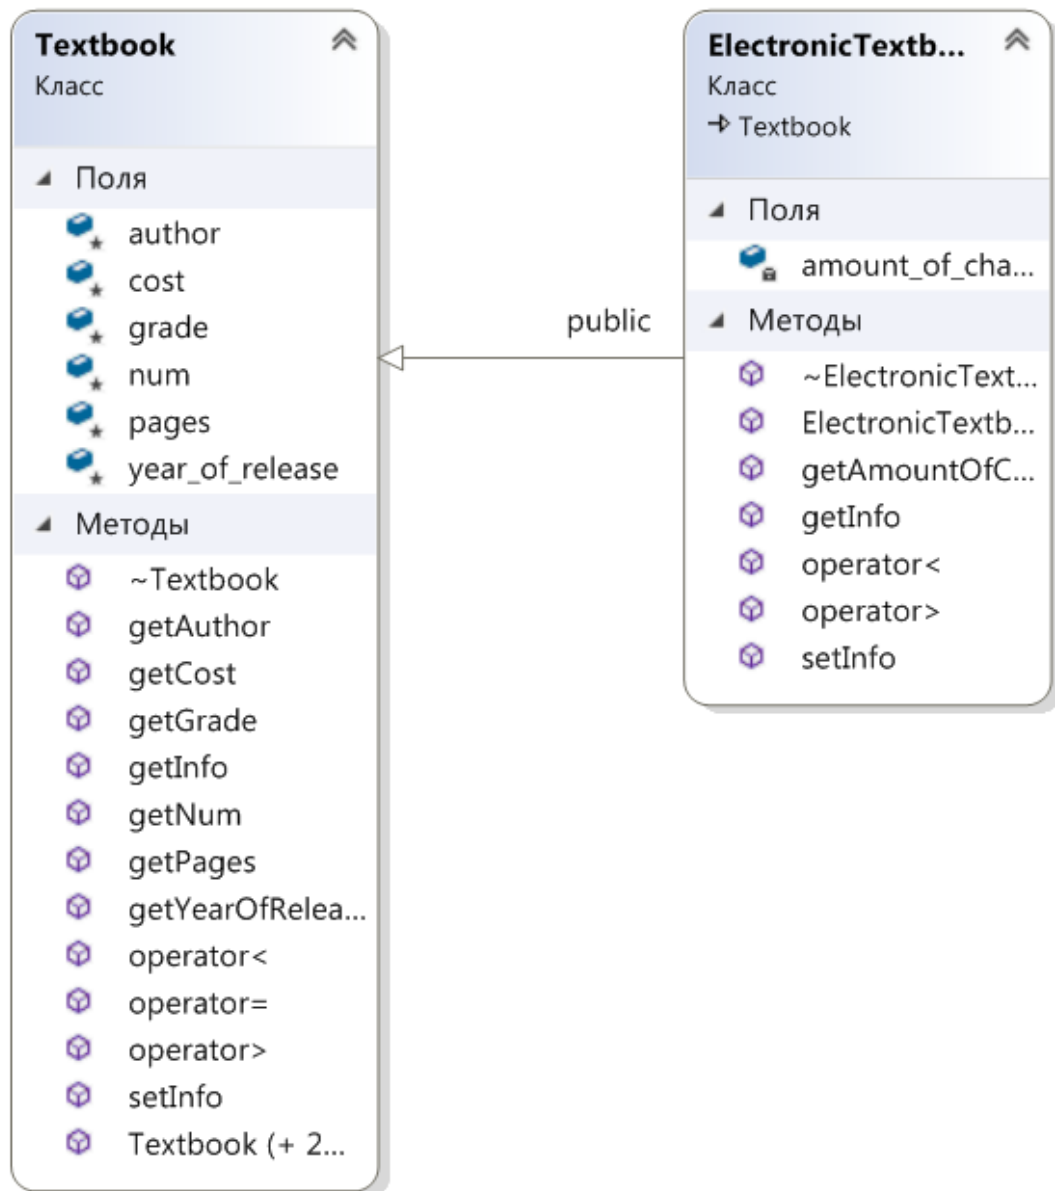 Textbook
Класс
Поля
author
cost
grade
num
pages
year_of_release
Методы
~Textbook
getAuthor
getCost
getGrade
getInfo
getNum
getPages
getYearOfRelea...
operator<
operator=
operator>
setInfo
Textbook (+ 2...
public
ElectronicTextb...
Класс
Textbook
Поля
amount_of_cha...
Методы
~ElectronicText...
ElectronicTextb...
getAmountOfC...
getInfo
operator<
operator>
setInfo